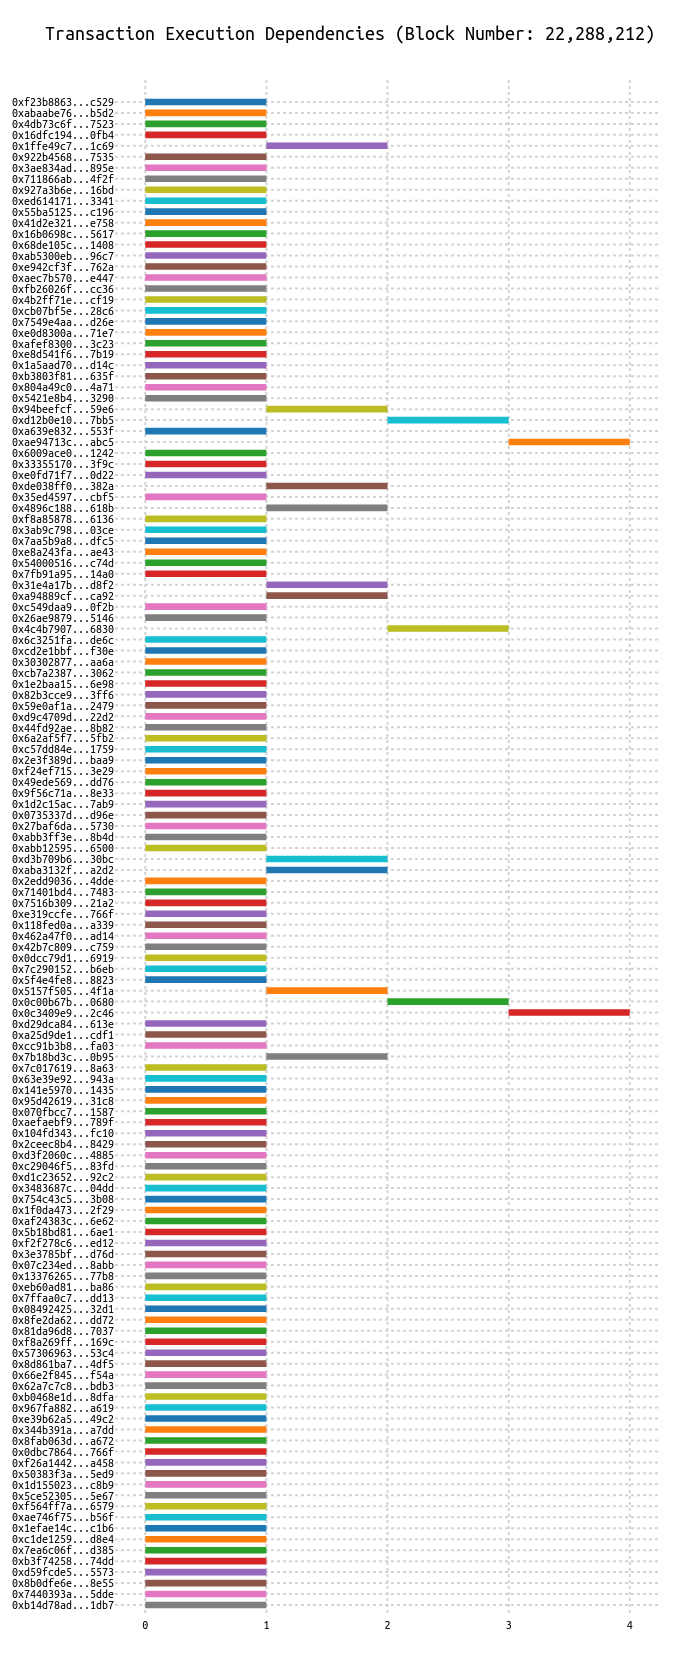 Transaction Execution Dependencies (Block Number: 22,288,212)
0xf23b8863...c529
0xabaabe76...b5d2
0x4db73c6f...7523
0x16dfc194...0fb4
0x1ffe49c7...1c69
0x922b4568...7535
0x3ae834ad...895e
0x711866ab...4f2f
0x927a3b6e...16bd
0xed614171...3341
0x55ba5125...c196
0x41d2e321...e758
0x16b0698c...5617
0x68de105c...1408
0xab5300eb...96c7
0xe942cf3f...762a
0xaec7b570...e447
0xfb26026f...cc36
0x4b2ff71e...cf19
0xcb07bf5e...28c6
0x7549e4aa...d26e
0xe0d8300a...71e7
0xafef8300...3c23
0xe8d541f6...7b19
0x1a5aad70...d14c
0xb3803f81...635f
0x804a49c0...4a71
0x5421e8b4...3290
0x94beefcf...59e6
0xd12b0e10...7bb5
0xa639e832...553f
0xae94713c...abc5
0x6009ace0...1242
0x33355170...3f9c
0xe0fd71f7...0d22
0xde038ff0...382a
0x35ed4597...cbf5
0x4896c188...618b
0xf8a85878...6136
0x3ab9c798...03ce
0x7aa5b9a8...dfc5
0xe8a243fa...ae43
0x54000516...c74d
0x7fb91a95...14a0
0x31e4a17b...d8f2
0xa94889cf...ca92
0xc549daa9...0f2b
0x26ae9879...5146
0x4c4b7907...6830
0x6c3251fa...de6c
0xcd2e1bbf...f30e
0x30302877...aa6a
0xcb7a2387...3062
0x1e2baa15...6e98
0x82b3cce9...3ff6
0x59e0af1a...2479
0xd9c4709d...22d2
0x44fd92ae...8b82
0x6a2af5f7...5fb2
0xc57dd84e...1759
0x2e3f389d...baa9
0xf24ef715...3e29
0x49ede569...dd76
0x9f56c71a...8e33
0x1d2c15ac...7ab9
0x0735337d...d96e
0x27baf6da...5730
0xabb3ff3e...8b4d
0xabb12595...6500
0xd3b709b6...30bc
0xaba3132f...a2d2
0x2edd9036...4dde
0x71401bd4...7483
0x7516b309...21a2
0xe319ccfe...766f
0x118fed0a...a339
0x462a47f0...ad14
0x42b7c809...c759
0x0dcc79d1...6919
0x7c290152...b6eb
0x5f4e4fe8...8823
0x5157f505...4f1a
0x0c00b67b...0680
0x0c3409e9...2c46
0xd29dca84...613e
0xa25d9de1...cdf1
0xcc91b3b8...fa03
0x7b18bd3c...0b95
0x7c017619...8a63
0x63e39e92...943a
0x141e5970...1435
0x95d42619...31c8
0x070fbcc7...1587
0xaefaebf9...789f
0x104fd343...fc10
0x2ceec8b4...8429
0xd3f2060c...4885
0xc29046f5...83fd
0xd1c23652...92c2
0x3483687c...04dd
0x754c43c5...3b08
0x1f0da473...2f29
0xaf24383c...6e62
0x5b18bd81...6ae1
0xf2f278c6...ed12
0x3e3785bf...d76d
0x07c234ed...8abb
0x13376265...77b8
0xeb60ad81...ba86
0x7ffaa0c7...dd13
0x08492425...32d1
0x8fe2da62...dd72
0x81da96d8...7037
0xf8a269ff...169c
0x57306963...53c4
0x8d861ba7...4df5
0x66e2f845...f54a
0x62a7c7c8...bdb3
0xb0468e1d...8dfa
0x967fa882...a619
0xe39b62a5...49c2
0x344b391a...a7dd
0x8fab063d...a672
0x0dbc7864...766f
0xf26a1442...a458
0x50383f3a...5ed9
0x1d155023...c8b9
0x5ce52305...5e67
0xf564ff7a...6579
0xae746f75...b56f
0x1efae14c...c1b6
0xc1de1259...d8e4
0x7ea6c06f...d385
0xb3f74258...74dd
0xd59fcde5...5573
0x8b0dfe6e...8e55
0x7440393a...5dde
0xb14d78ad...1db7
0 1 2 3 4